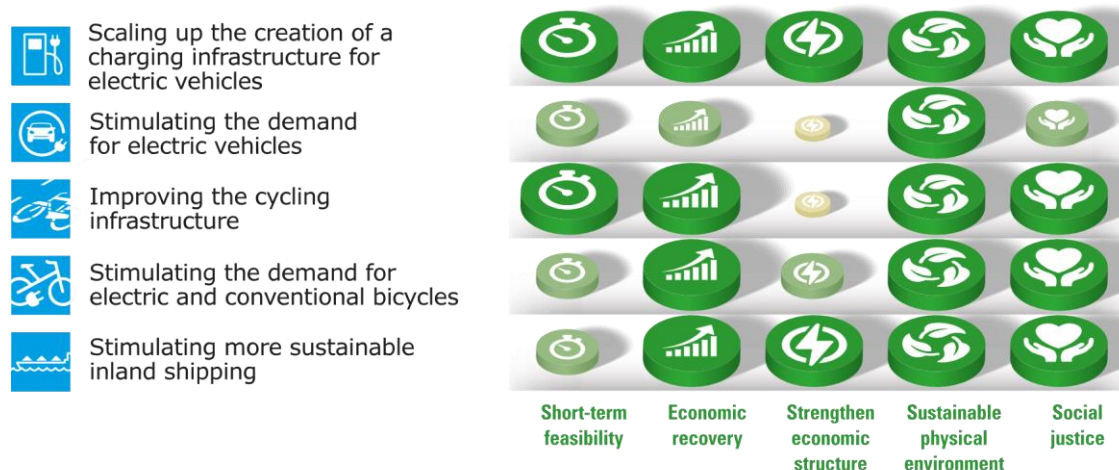 Scaling up the creation of a
charging infrastructure for
electric vehicles
Stimulating the demand
for electric vehicles
Improving the cycling
infrastructure
Stimulating the demand for
electric and conventional bicycles
Stimulating more sustainable
inland shipping
Short-term
feasibility
Economic
recovery
Strengthen
economic
structure
Sustainable
physical
environment
Social
justice